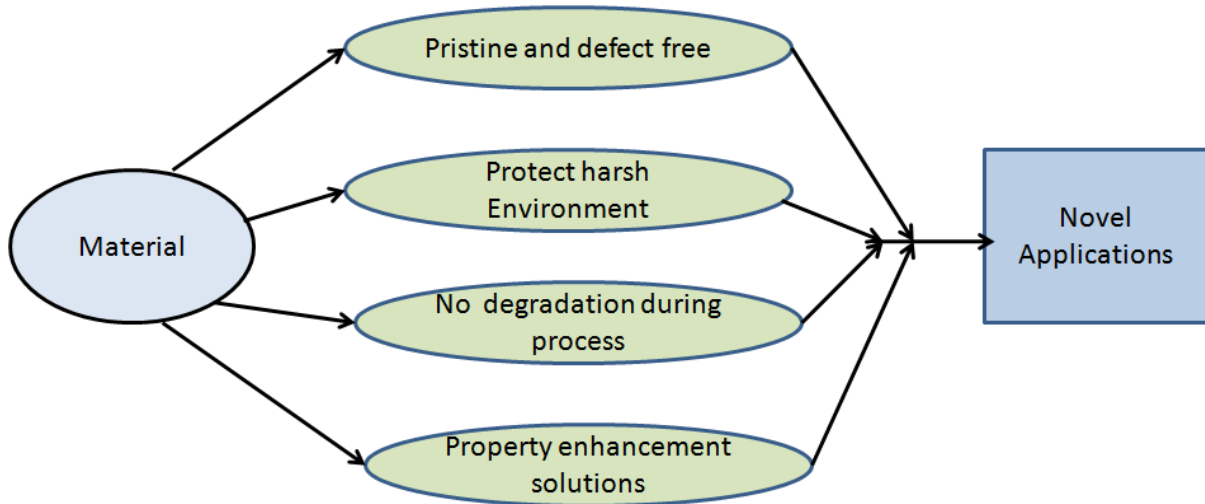 Pristine and defect free
Protect harsh
Environment
Material
Novel
Applications
No degradation during
process
Property enhancement
solutions